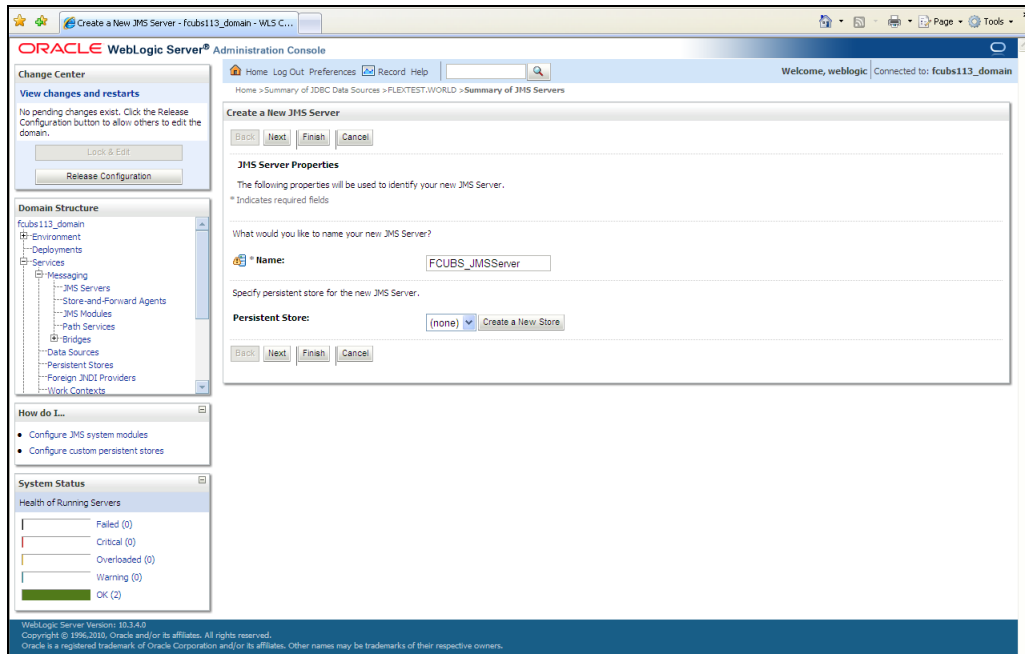 Create a New JMS Server - fcubs113_domain - WLS C...
Page
Tools
ORACLE WebLogic Server® Administration Console
Change Center
View changes and restarts
No pending changes exist. Click the Release
Configuration button to allow others to edit the
domain.
Lock & Edit
Release Configuration
Domain Structure
fcubs113_domain
Environment
Deployments
Services
Messaging
JMS Servers
Store-and-Forward Agents
JMS Modules
Path Services
Bridges
Data Sources
Persistent Stores
Foreign JNDI Providers
Work Contexts
How do I...
Configure JMS system modules
Configure custom persistent stores
System Status
Health of Running Servers
Failed (0)
Critical (0)
Overloaded (0)
Warning (0)
OK (2)
Home Log Out Preferences Record Help
Welcome, weblogic Connected to: fcubs113_domain
Home >Summary of JDBC Data Sources >FLEXTEST.WORLD >Summary of JMS Servers
Create a New JMS Server
Back Next Finish Cancel
JMS Server Properties
The following properties will be used to identify your new JMS Server.
* Indicates required fields
What would you like to name your new JMS Server?
* Name: FCUBS_JMSServer
Specify persistent store for the new JMS Server.
Persistent Store: (none) Create a New Store
Back Next Finish Cancel
WebLogic Server Version: 10.3.4.0
Copyright © 1996,2010, Oracle and/or its affiliates. All rights reserved.
Oracle is a registered trademark of Oracle Corporation and/or its affiliates. Other names may be trademarks of their respective owners.